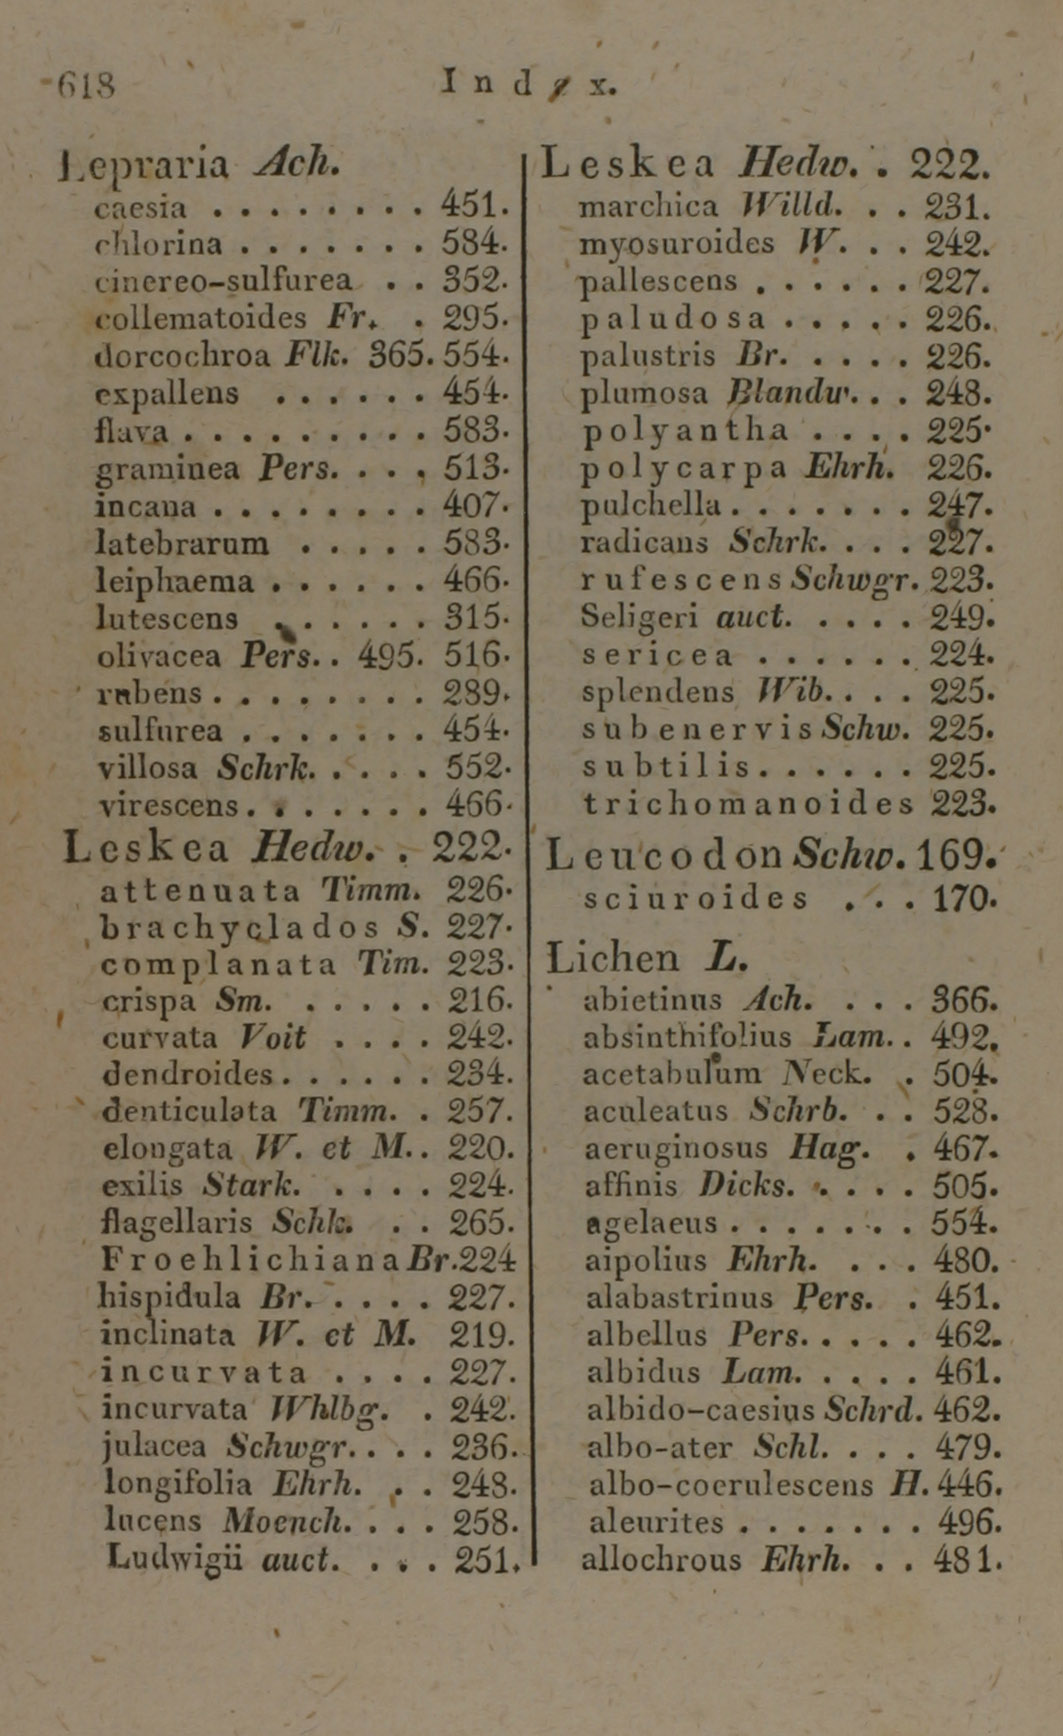 618
Index.
Lepraria Ach.
caesia . . . . . . . . 451.
chlorina . . . . . . . 584.
cinereo-sulfurea . . 352.
collematoides Fr. . 295.
dorcochroa Flk. 365. 554.
expallens . . . . . . 454.
flava . . . . . . . . . 583.
graminea Pers. . . . 513.
incana . . . . . . . . 407.
latebrarum . . . . . 583.
leiphaema . . . . . . 466.
lutescens . . . . . . 315.
olivacea Pers. . 495. 516.
rubens . . . . . . . . 289.
sulfurea . . . . . . . 454.
villosa Schrk. . . . . 552.
virescens . . . . . . . 466.
Leskea Hedw. . 222.
attenuata Timm. 226.
brachyclados S. 227.
complanata Tim. 223.
crispa Sm. . . . . . 216.
curvata Voit . . . . 242.
dendroides . . . . . . 234.
denticulata Timm. . 257.
elongata W. et M. . 220.
exilis Stark. . . . . 224.
flagellaris Schk. . . 265.
Froehlichiana Br. 224
hispidula Br. . . . . 227.
inclinata W. et M. 219.
incurvata . . . . 227.
incurvata Whlbg. . 242.
julacea Schwgr. . . . 236.
longifolia Ehrh. . . 248.
lucens Moench. . . . 258.
Ludwigii auct. . . . 251.
Leskea Hedw. . 222.
marchica Willd. . . 231.
myosuroides W. . . 242.
pallescens . . . . . . 227.
paludosa . . . . . 226.
palustris Br. . . . . 226.
plumosa Blandw. . . 248.
polyantha . . . . 225.
polycarpa Ehrh. 226.
pulchella . . . . . . . 247.
radicans Schrk. . . . 227.
rufescens Schwgr. 223.
Seligeri auct. . . . . 249.
sericea . . . . . . 224.
splendens Wib. . . . 225.
subenervis Schw. 225.
subtilis . . . . . . 225.
trichomanoides 223.
Leucodon Schw. 169.
sciuroides . . . 170.
Lichen L.
abietinus Ach. . . . 366.
absinthifolius Lam. . 492.
acetabulum Neck. . 504.
aculeatus Schrb. . . 528.
aeruginosus Hag. . 467.
affinis Dicks. . . . . 505.
agelaeus . . . . . . . 554.
aipolius Ehrh. . . . 480.
alabastrinus Pers. . 451.
albellus Pers. . . . . 462.
albidus Lam. . . . . 461.
albido-caesius Schrd. 462.
albo-ater Schl. . . . 479.
albo-coerulescens H. 446.
aleurites . . . . . . . 496.
allochrous Ehrh. . . 481.